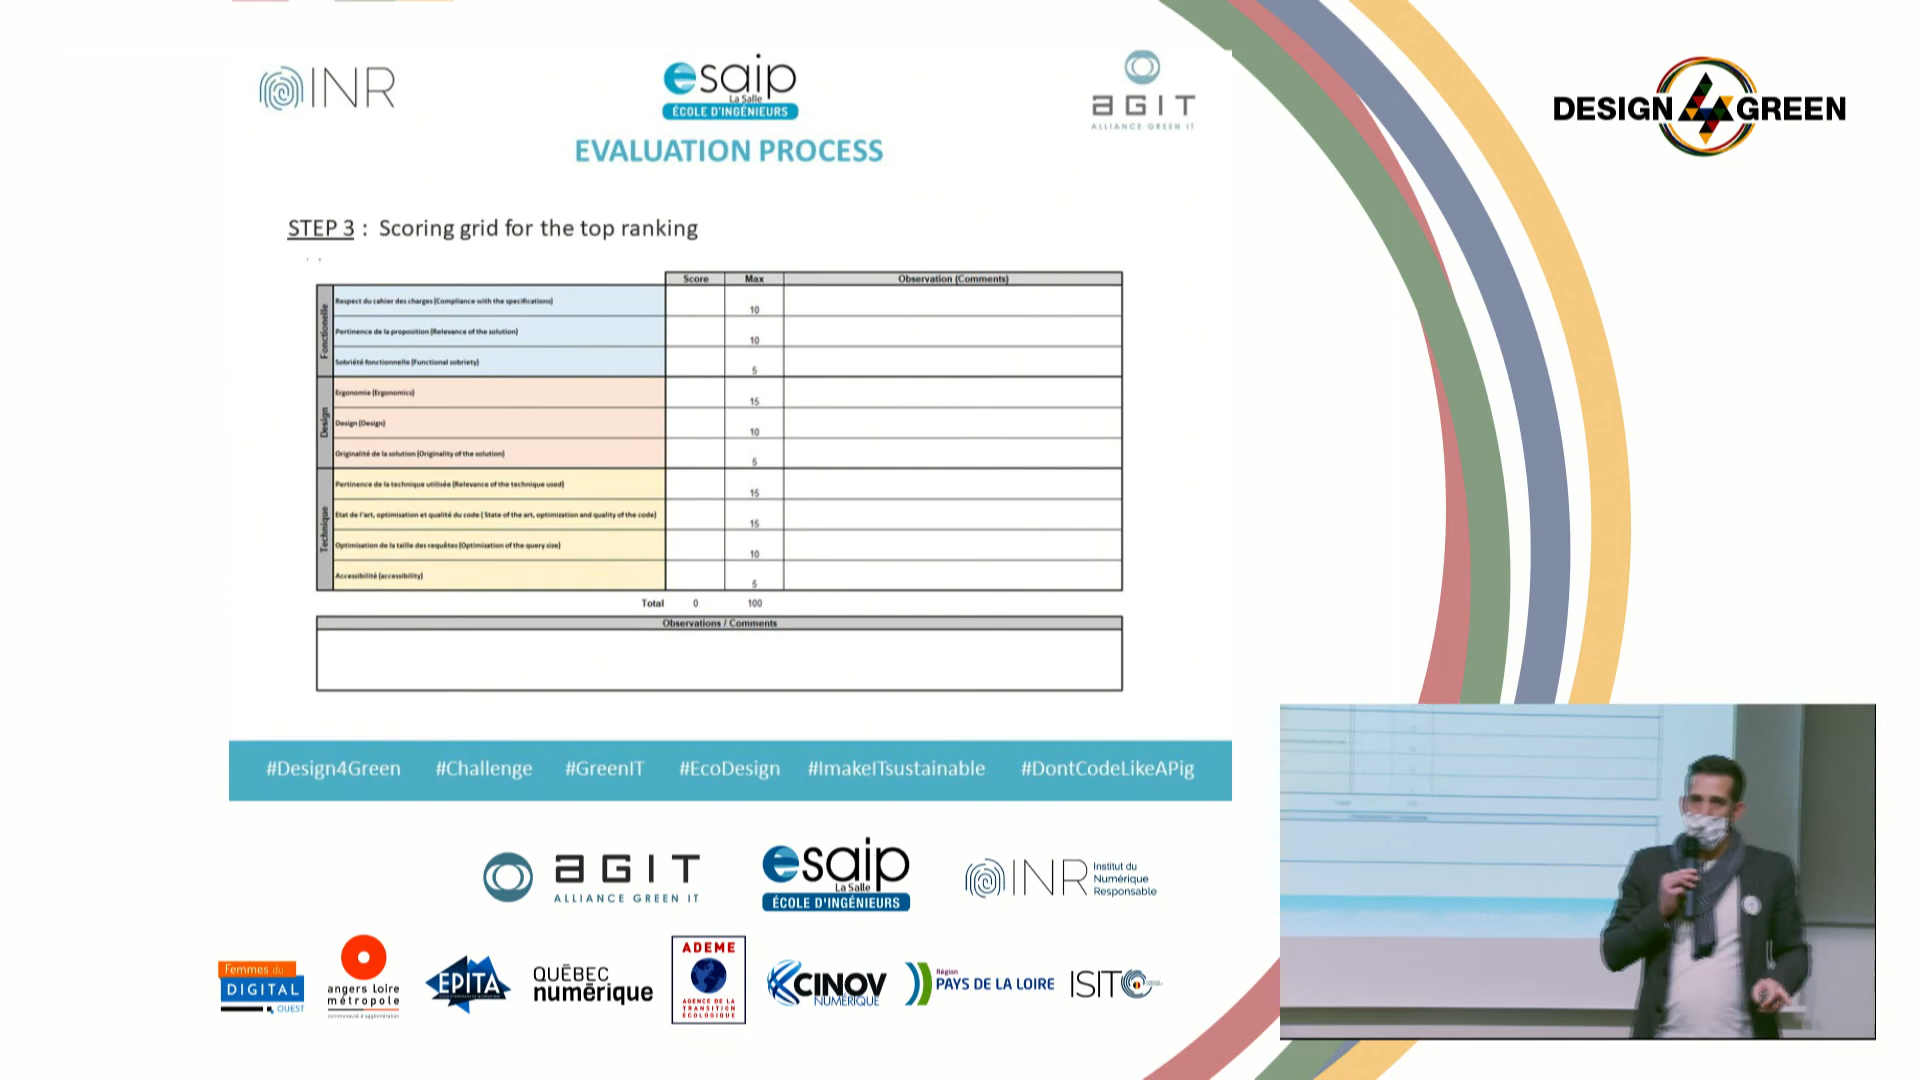 INR
esaip
La Salle
ÉCOLE D'INGÉNIEURS
AGIT
ALLIANCE GREEN IT
DESIGN 4 GREEN
EVALUATION PROCESS
STEP 3 : Scoring grid for the top ranking
Score Max Observation (Comments)
Fonctionelle
Respect du cahier des charges (Compliance with the specifications) 10
Pertinence de la proposition (Relevance of the solution) 10
Sobriété fonctionnelle (Functional sobriety) 5
Design
Ergonomie (Ergonomics) 15
Design (Design) 10
Originalité de la solution (Originality of the solution) 5
Technique
Pertinence de la technique utilisée (Relevance of the technique used) 15
Etat de l'art, optimisation et qualité du code ( State of the art, optimization and quality of the code) 15
Optimisation de la taille des requêtes (Optimization of the query size) 10
Accessibilité (accessibility) 5
Total 0 100
Observations / Comments
#Design4Green #Challenge #GreenIT #EcoDesign #ImakeITsustainable #DontCodeLikeAPig
AGIT
ALLIANCE GREEN IT
esaip
La Salle
ÉCOLE D'INGÉNIEURS
INR
Institut du
Numérique
Responsable
Femmes du
DIGITAL
OUEST
angers Loire
métropole
communauté d'agglomération
EPITA
QUÉBEC
numérique
ADEME
AGENCE DE LA
TRANSITION
ÉCOLOGIQUE
CINOV
NUMÉRIQUE
Région
PAYS DE LA LOIRE
ISIT